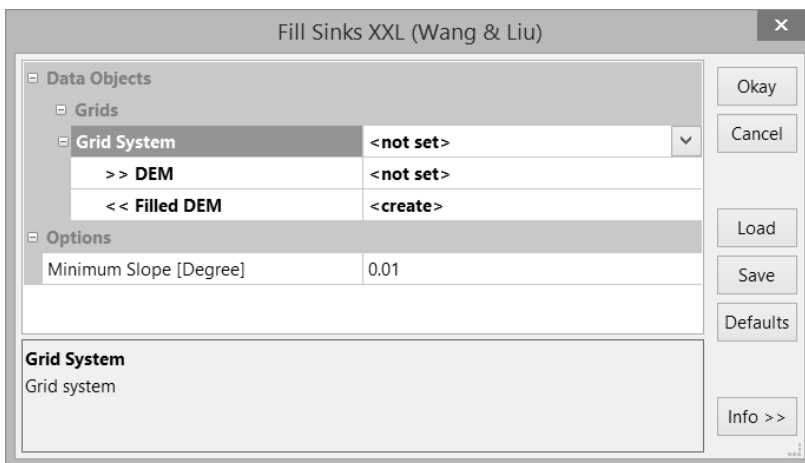 Fill Sinks XXL (Wang & Liu)
Data Objects
Grids
Grid System <not set>
>> DEM <not set>
<< Filled DEM <create>
Options
Minimum Slope [Degree] 0.01
Grid System
Grid system
Okay
Cancel
Load
Save
Defaults
Info >>